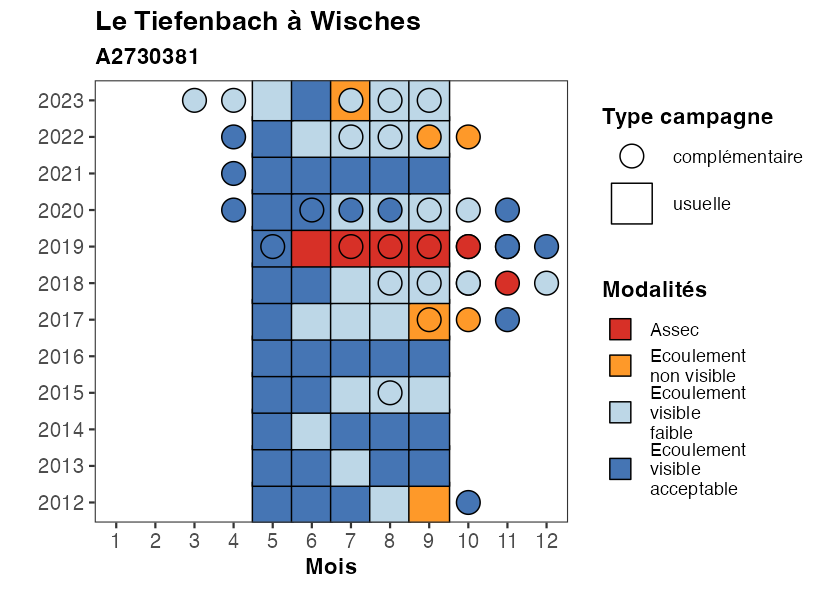 Le Tiefenbach à Wisches
A2730381
2023
2022
2021
2020
2019
2018
2017
2016
2015
2014
2013
2012
1 2 3 4 5 6 7 8 9 10 11 12
Mois
Type campagne
complémentaire
usuelle
Modalités
Assec
Ecoulement
non visible
Ecoulement
visible
faible
Ecoulement
visible
acceptable